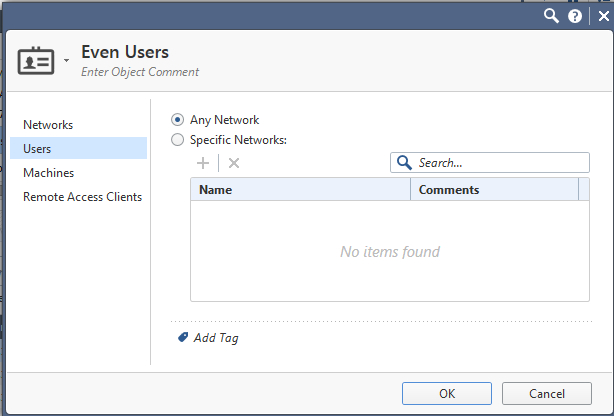 Even Users
Enter Object Comment
Networks
Users
Machines
Remote Access Clients
Any Network
Specific Networks:
Search...
Name Comments
No items found
Add Tag
OK Cancel